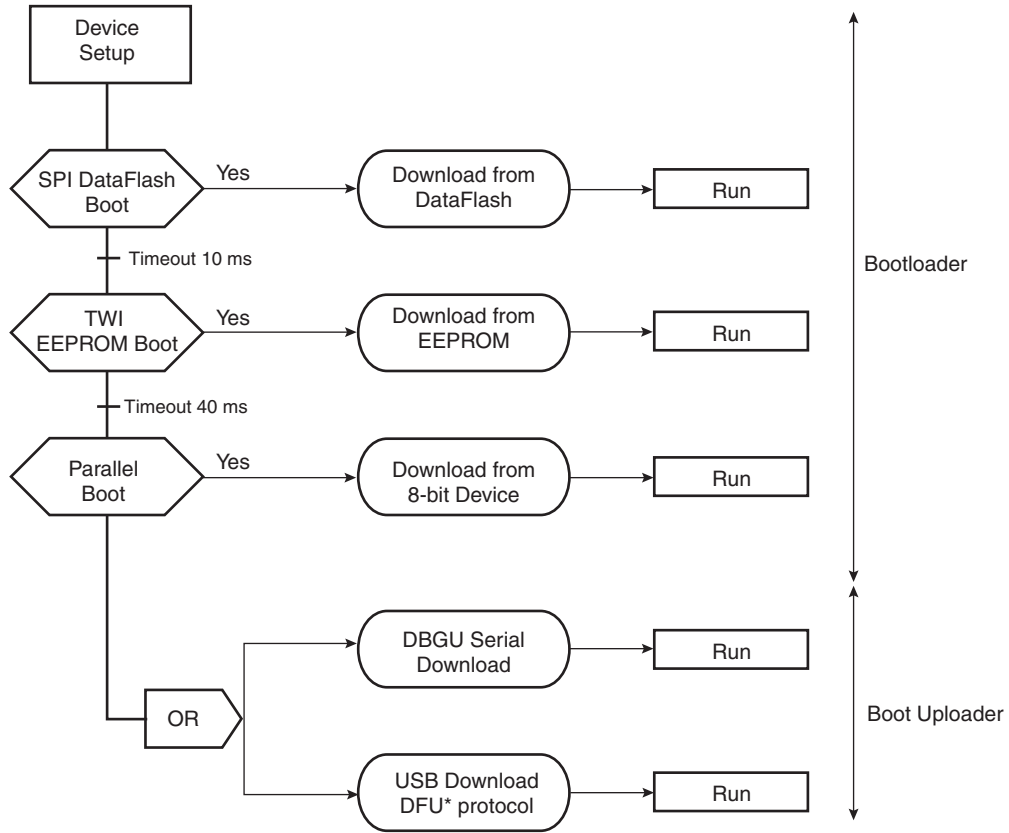 Device
Setup
SPI DataFlash
Boot
Yes
Download from
DataFlash
Run
Timeout 10 ms
Bootloader
TWI
EEPROM Boot
Yes
Download from
EEPROM
Run
Timeout 40 ms
Parallel
Boot
Yes
Download from
8-bit Device
Run
DBGU Serial
Download
Run
OR
Boot Uploader
USB Download
DFU* protocol
Run